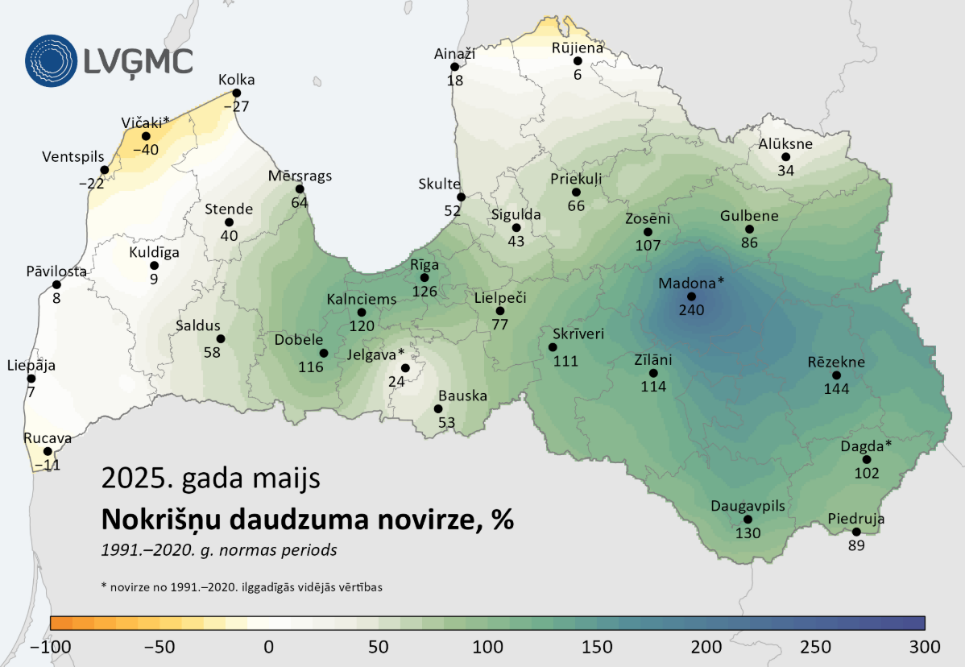 LVĢMC
Ainaži
18
Rūjiena
6
Kolka
−27
Vičaki*
−40
Ventspils
−22
Alūksne
34
Mērsrags
64
Skulte
52
Priekuļi
66
Stende
40
Sigulda
43
Zosēni
107
Gulbene
86
Kuldīga
9
Pāvilosta
8
Rīga
126
Madona*
240
Kalnciems
120
Lielpeči
77
Saldus
58
Dobele
116
Skrīveri
111
Jelgava*
24
Zīlāni
114
Rēzekne
144
Liepāja
7
Bauska
53
Rucava
−11
Dagda*
102
Daugavpils
130
Piedruja
89
2025. gada maijs
Nokrišņu daudzuma novirze, %
1991.–2020. g. normas periods
* novirze no 1991.–2020. ilggadīgās vidējās vērtības
−100 −50 0 50 100 150 200 250 300